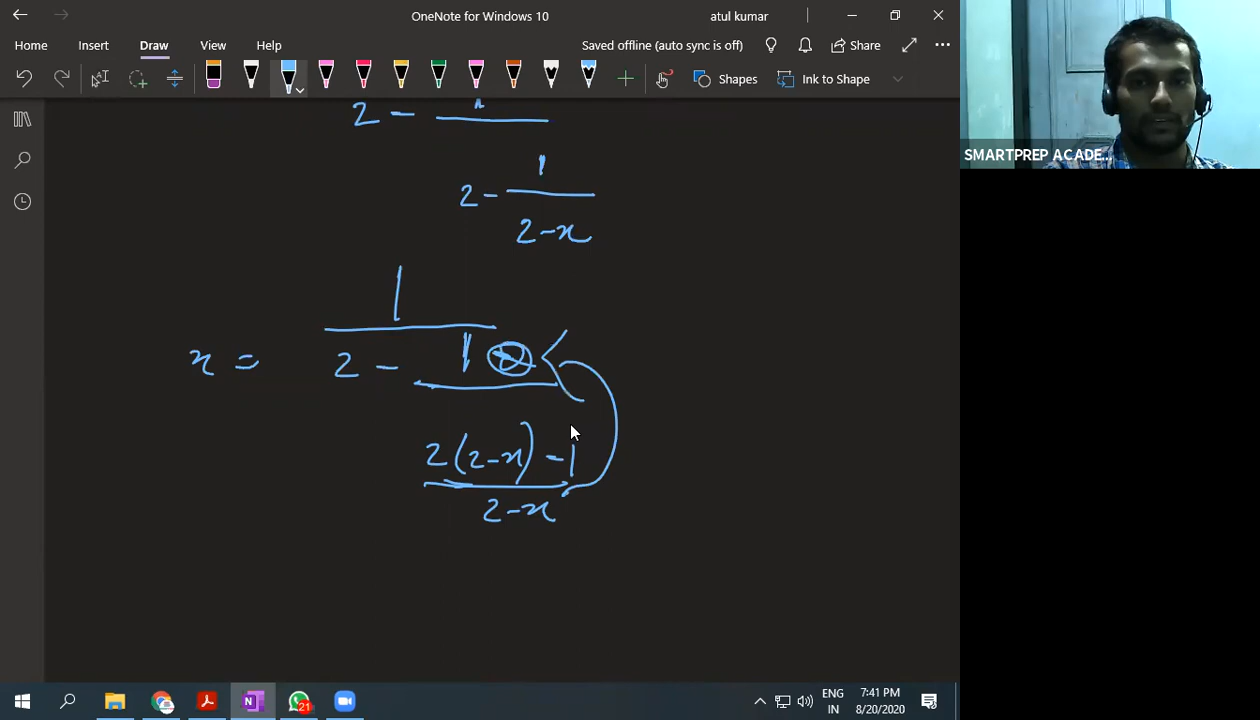 OneNote for Windows 10
atul kumar
Home Insert Draw View Help
Saved offline (auto sync is off)
Share
Shapes
Ink to Shape
SMARTPREP ACADE...
2 -
2 - 1
2-x
1
x = 2 - 1
2(2-x) - 1
2-x
N
21
ENG
IN
7:41 PM
8/20/2020